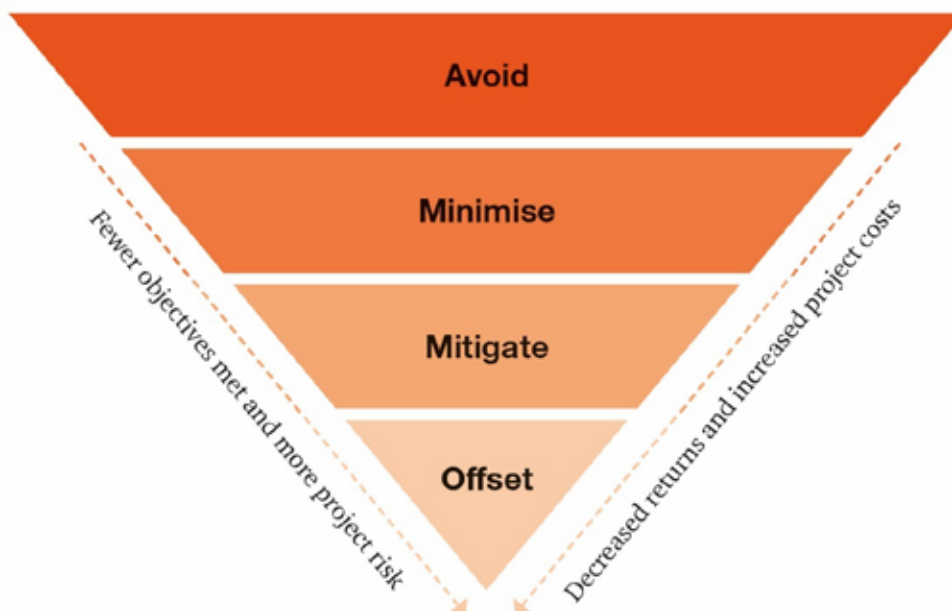 Avoid
Minimise
Mitigate
Offset
Fewer objectives met and more project risk
Decreased returns and increased project costs